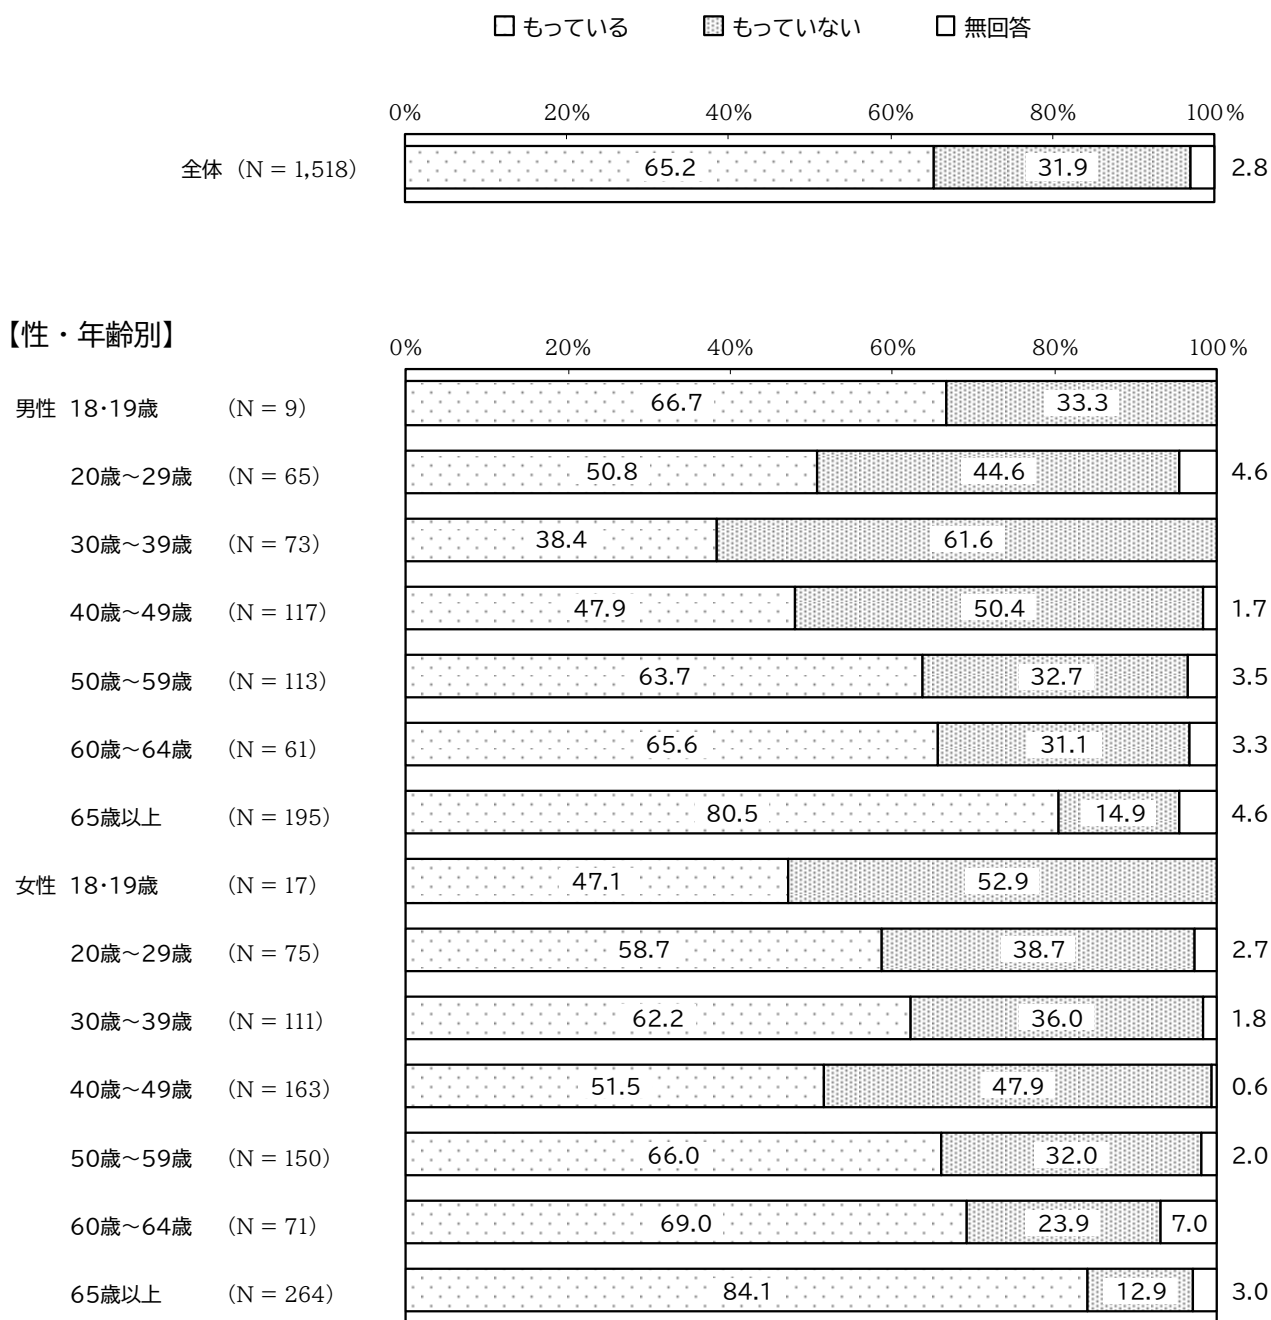 もっている もっていない 無回答
0% 20% 40% 60% 80% 100%
全体 (N = 1,518) 65.2 31.9 2.8
【性・年齢別】
0% 20% 40% 60% 80% 100%
男性 18・19歳 (N = 9) 66.7 33.3
20歳～29歳 (N = 65) 50.8 44.6 4.6
30歳～39歳 (N = 73) 38.4 61.6
40歳～49歳 (N = 117) 47.9 50.4 1.7
50歳～59歳 (N = 113) 63.7 32.7 3.5
60歳～64歳 (N = 61) 65.6 31.1 3.3
65歳以上 (N = 195) 80.5 14.9 4.6
女性 18・19歳 (N = 17) 47.1 52.9
20歳～29歳 (N = 75) 58.7 38.7 2.7
30歳～39歳 (N = 111) 62.2 36.0 1.8
40歳～49歳 (N = 163) 51.5 47.9 0.6
50歳～59歳 (N = 150) 66.0 32.0 2.0
60歳～64歳 (N = 71) 69.0 23.9 7.0
65歳以上 (N = 264) 84.1 12.9 3.0